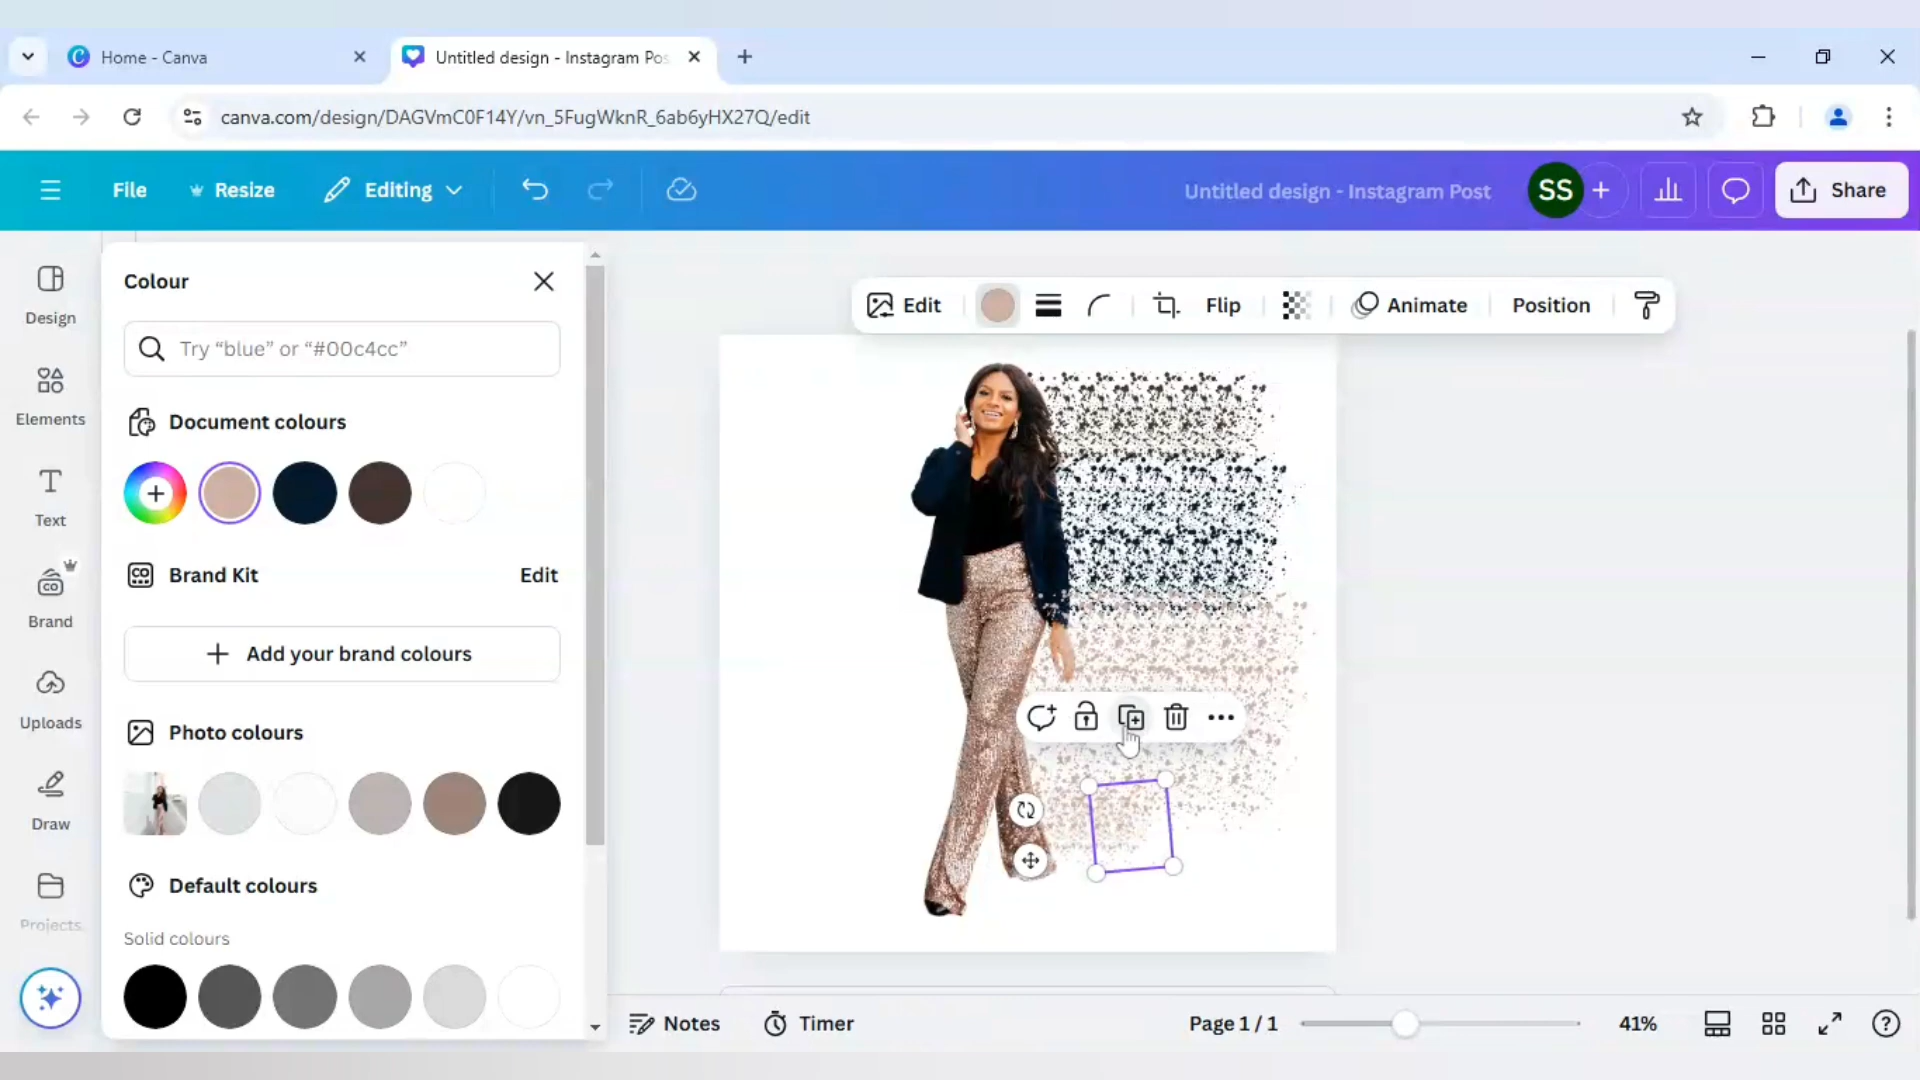 Home - Canva
Untitled design - Instagram Pos
canva.com/design/DAGVmC0F14Y/vn_5FugWknR_6ab6yHX27Q/edit
File
Resize
Editing
Untitled design - Instagram Post
SS
Share
Design
Elements
Text
Brand
Uploads
Draw
Projects
Colour
Try “blue” or “#00c4cc”
Document colours
Brand Kit
Edit
Add your brand colours
Photo colours
Default colours
Solid colours
Edit
Flip
Animate
Position
Notes
Timer
Page 1 / 1
41%